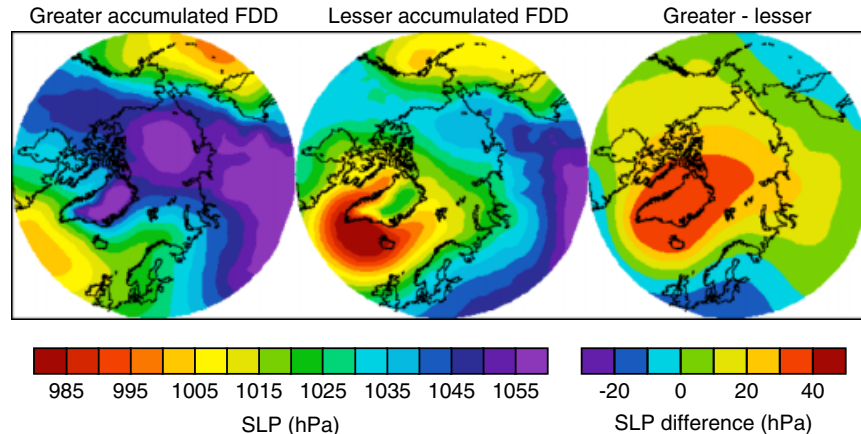 Greater accumulated FDD Lesser accumulated FDD Greater - lesser
985 995 1005 1015 1025 1035 1045 1055 -20 0 20 40
SLP (hPa) SLP difference (hPa)